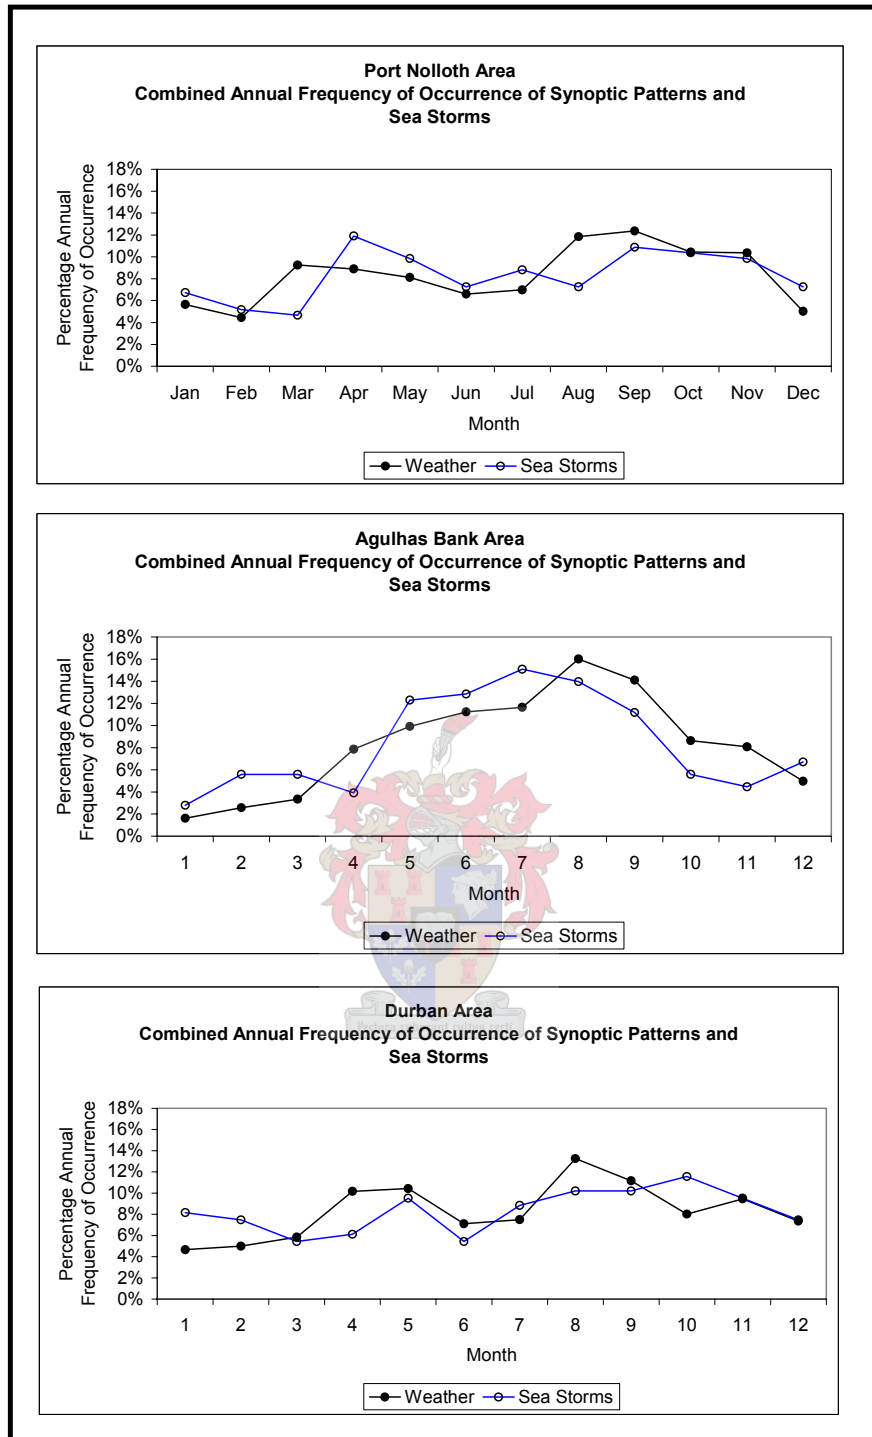 Port Nolloth Area
Combined Annual Frequency of Occurrence of Synoptic Patterns and
Sea Storms
Percentage Annual
Frequency of Occurrence
18%
16%
14%
12%
10%
8%
6%
4%
2%
0%
Jan Feb Mar Apr May Jun Jul Aug Sep Oct Nov Dec
Month
Weather Sea Storms
Agulhas Bank Area
Combined Annual Frequency of Occurrence of Synoptic Patterns and
Sea Storms
Percentage Annual
Frequency of Occurrence
18%
16%
14%
12%
10%
8%
6%
4%
2%
0%
1 2 3 4 5 6 7 8 9 10 11 12
Month
Weather Sea Storms
Durban Area
Combined Annual Frequency of Occurrence of Synoptic Patterns and
Sea Storms
Percentage Annual
Frequency of Occurrence
18%
16%
14%
12%
10%
8%
6%
4%
2%
0%
1 2 3 4 5 6 7 8 9 10 11 12
Month
Weather Sea Storms